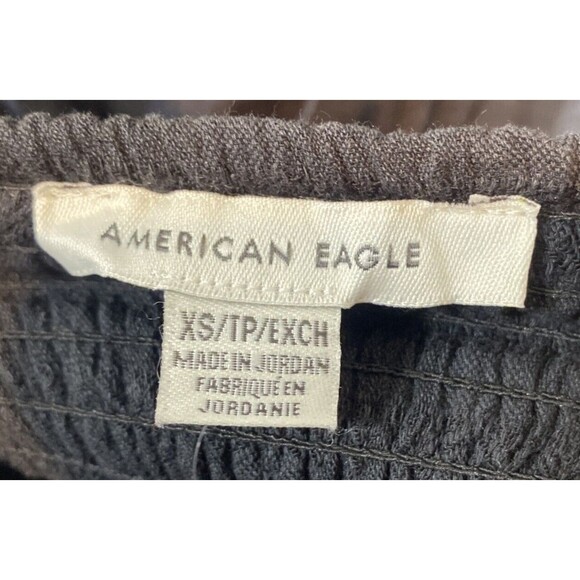 AMERICAN EAGLE
XS/TP/EXCH
MADE IN JORDAN
FABRIQUE EN
JORDANIE